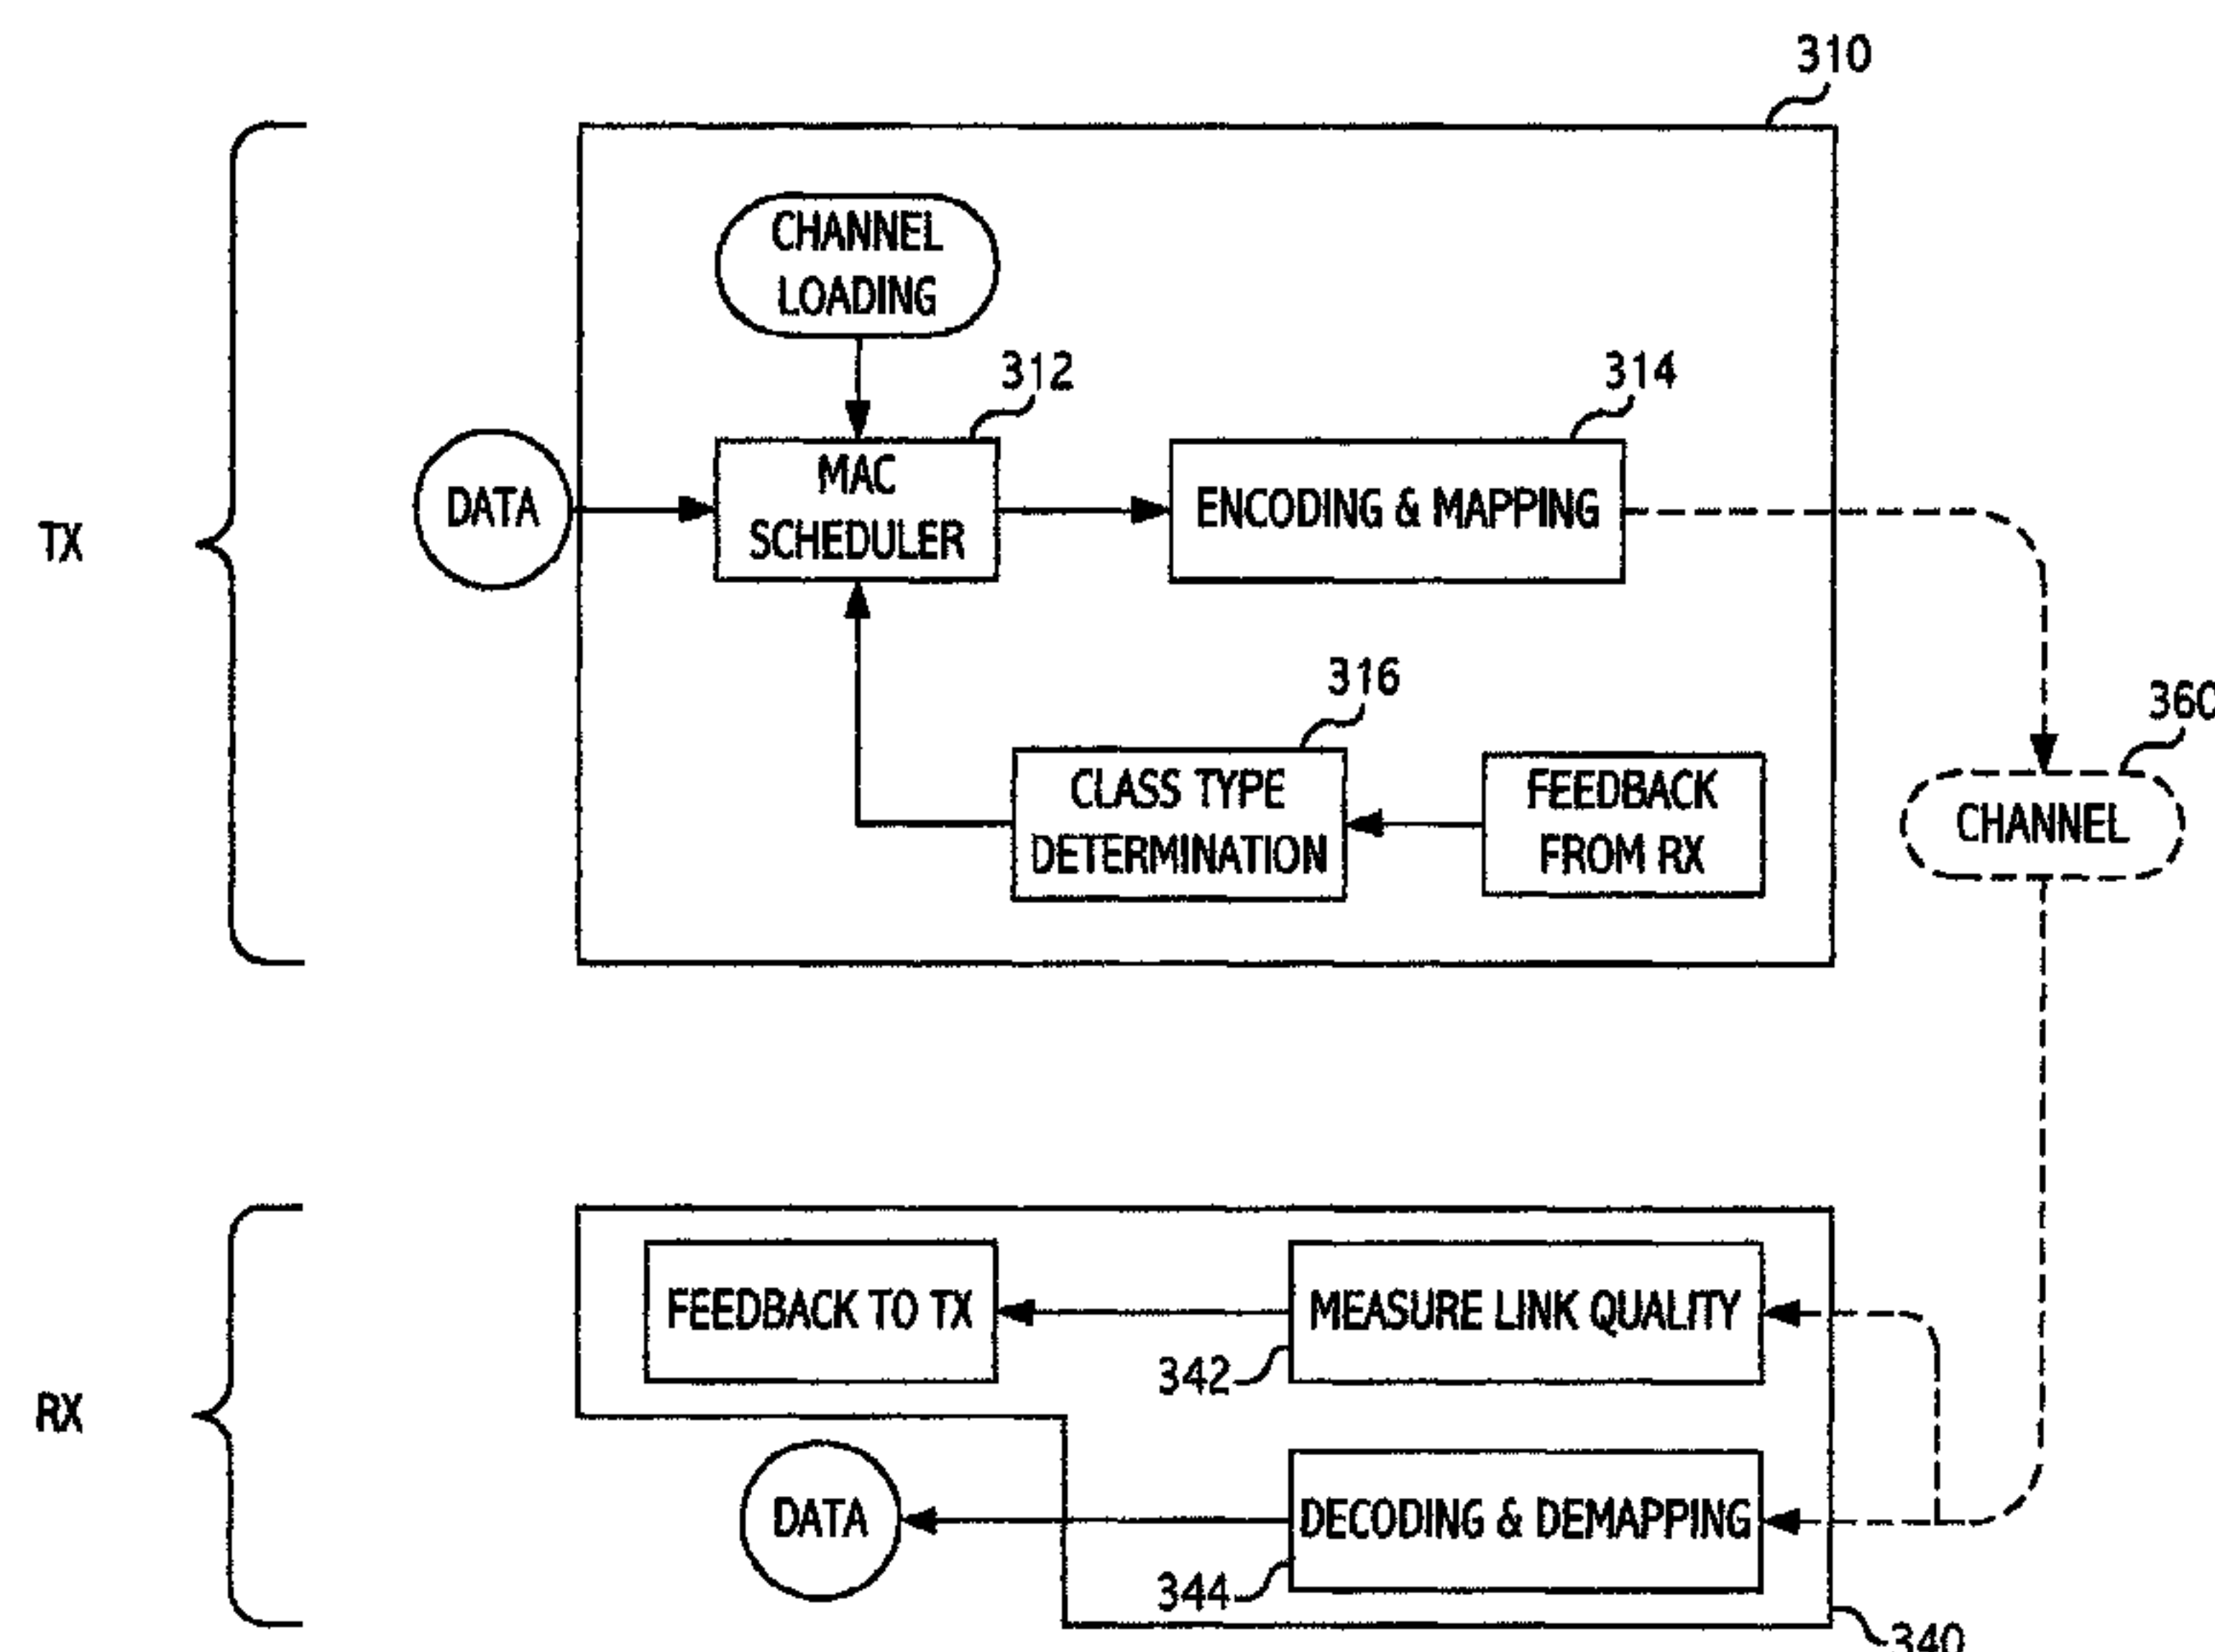 310
CHANNEL
LOADING
312
314
MAC
SCHEDULER
DATA
ENCODING & MAPPING
TX
316
360
CLASS TYPE
DETERMINATION
FEEDBACK
FROM RX
CHANNEL
FEEDBACK TO TX
MEASURE LINK QUALITY
342
RX
DATA
DECODING & DEMAPPING
344
340